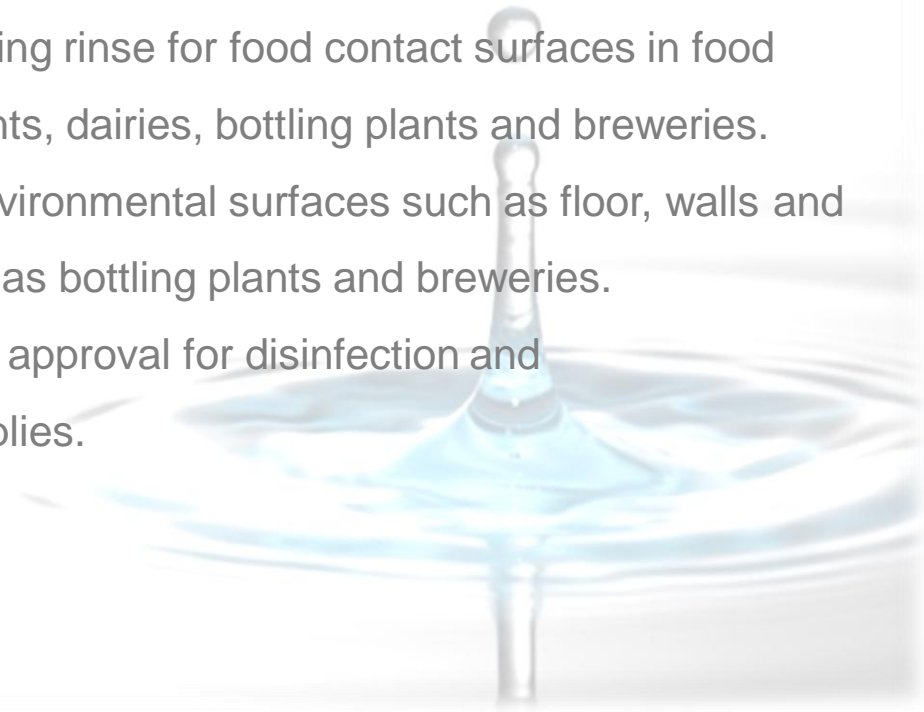 ing rinse for food contact surfaces in food
nts, dairies, bottling plants and breweries.
vironmental surfaces such as floor, walls and
as bottling plants and breweries.
approval for disinfection and
olies.